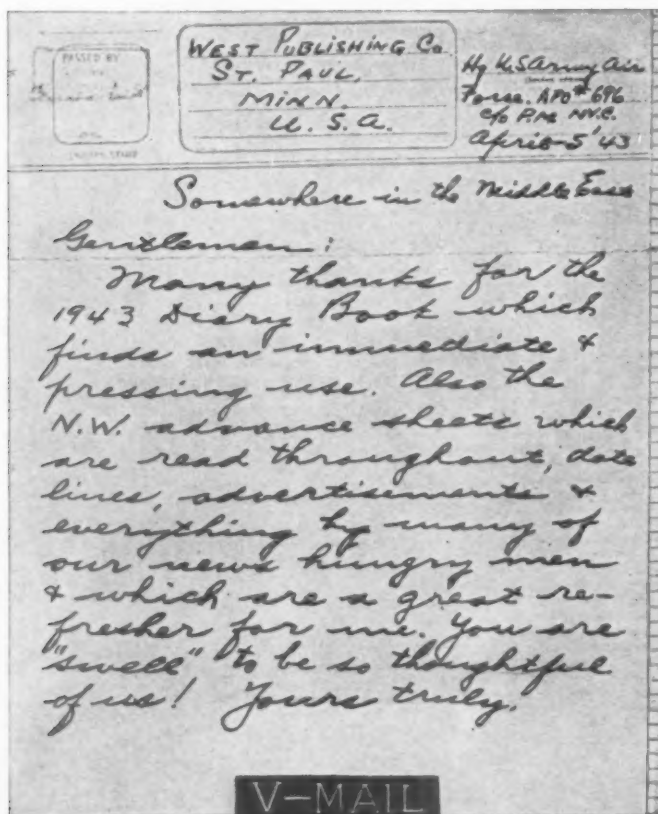 PASSED BY
WEST PUBLISHING Co
ST. PAUL,
MINN.
U. S. A.
Hq U.S. Army Air
Force. APO # 696
c/o P.M. N.Y.C.
April-5 '43
Somewhere in the Middle East
Gentlemen:
Many thanks for the
1943 Diary Book which
finds an immediate &
pressing use. Also the
N.W. advance sheets which
are read throughout, date
lines, advertisements &
everything by many of
our news hungry men
& which are a great re-
fresher for me. You are
"swell" to be so thoughtful
of us! Yours truly.
V-MAIL